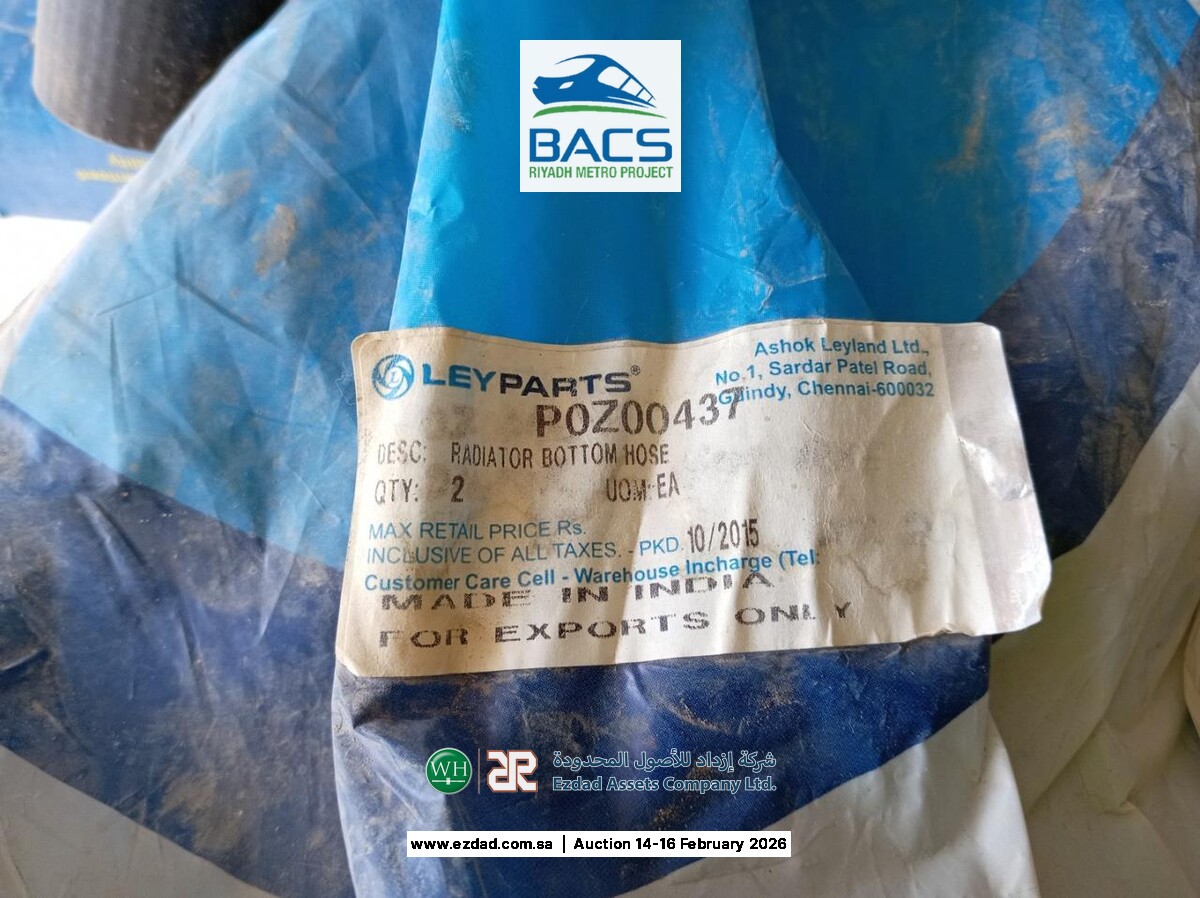 BACS
RIYADH METRO PROJECT
LEYPARTS®
Ashok Leyland Ltd.,
No.1, Sardar Patel Road,
Guindy, Chennai-600032
P0Z00437
DESC: RADIATOR BOTTOM HOSE
QTY: 2 UOM:EA
MAX RETAIL PRICE Rs.
INCLUSIVE OF ALL TAXES. - PKD. 10/2015
Customer Care Cell - Warehouse Incharge (Tel:
MADE IN INDIA
FOR EXPORTS ONLY
WH
شركة إزداد للأصول المحدودة
Ezdad Assets Company Ltd.
www.ezdad.com.sa | Auction 14-16 February 2026